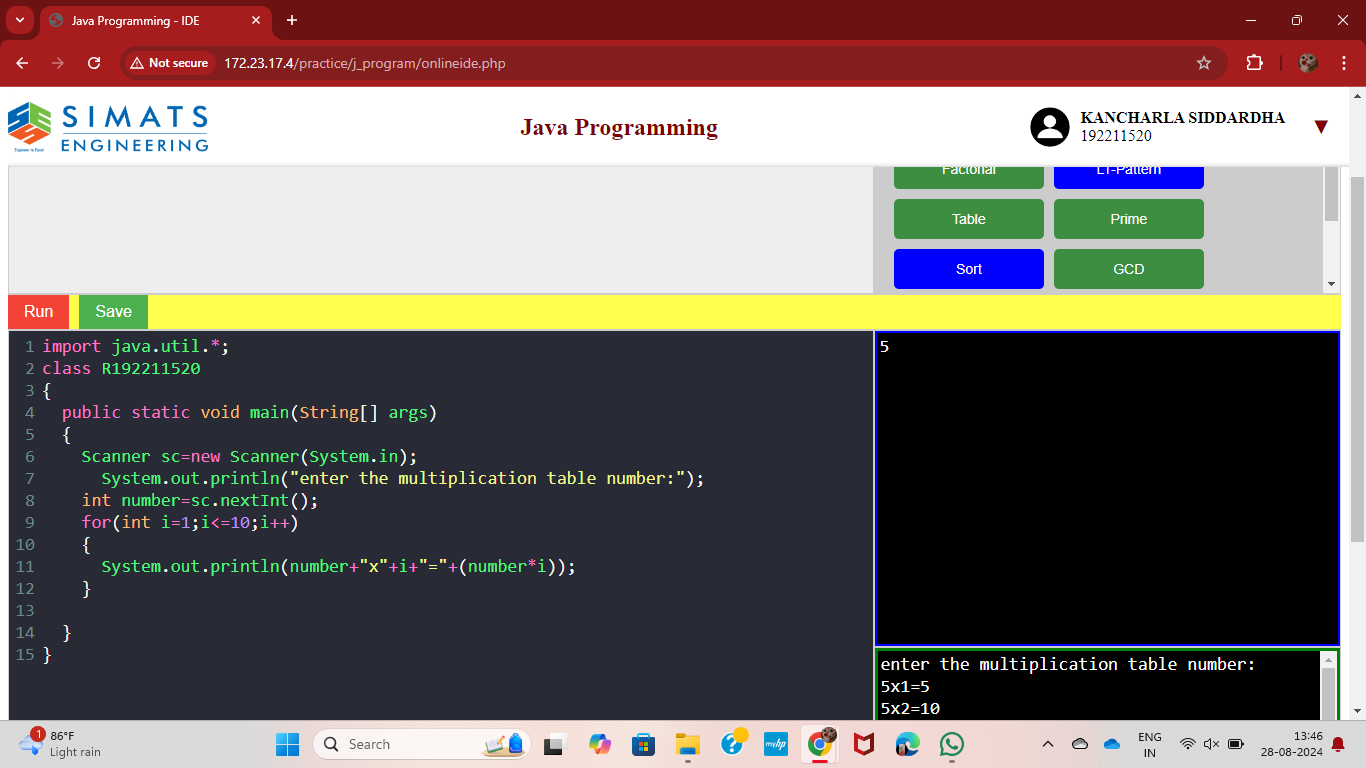 Java Programming - IDE
Not secure
172.23.17.4/practice/j_program/onlineide.php
SIMATS
ENGINEERING
Engineer to Excel
Java Programming
KANCHARLA SIDDARDHA
192211520
Factorial
LT-Pattern
Table
Prime
Sort
GCD
Run
Save
1 import java.util.*;
2 class R192211520
3 {
4   public static void main(String[] args)
5   {
6     Scanner sc=new Scanner(System.in);
7       System.out.println("enter the multiplication table number:");
8     int number=sc.nextInt();
9     for(int i=1;i<=10;i++)
10     {
11       System.out.println(number+"x"+i+"="+(number*i));
12     }
13
14   }
15 }
5
enter the multiplication table number:
5x1=5
5x2=10
1
86°F
Light rain
Search
myhp
ENG
IN
13:46
28-08-2024